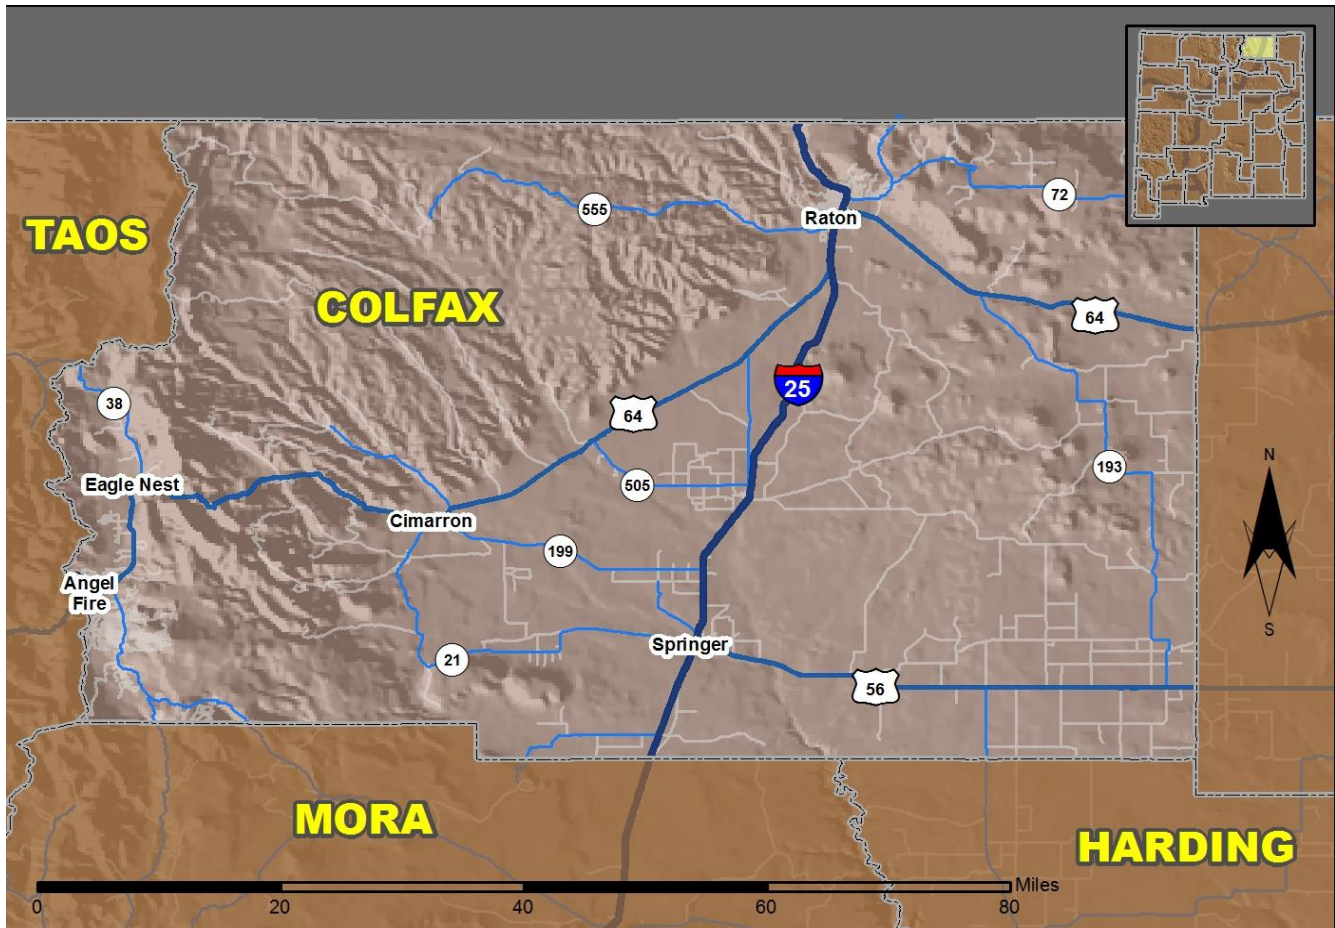 72
555
Raton
TAOS
COLFAX
64
25
38
64
193
N
Eagle Nest
505
Cimarron
199
Angel
Fire
S
Springer
21
56
MORA
HARDING
Miles
0 20 40 60 80